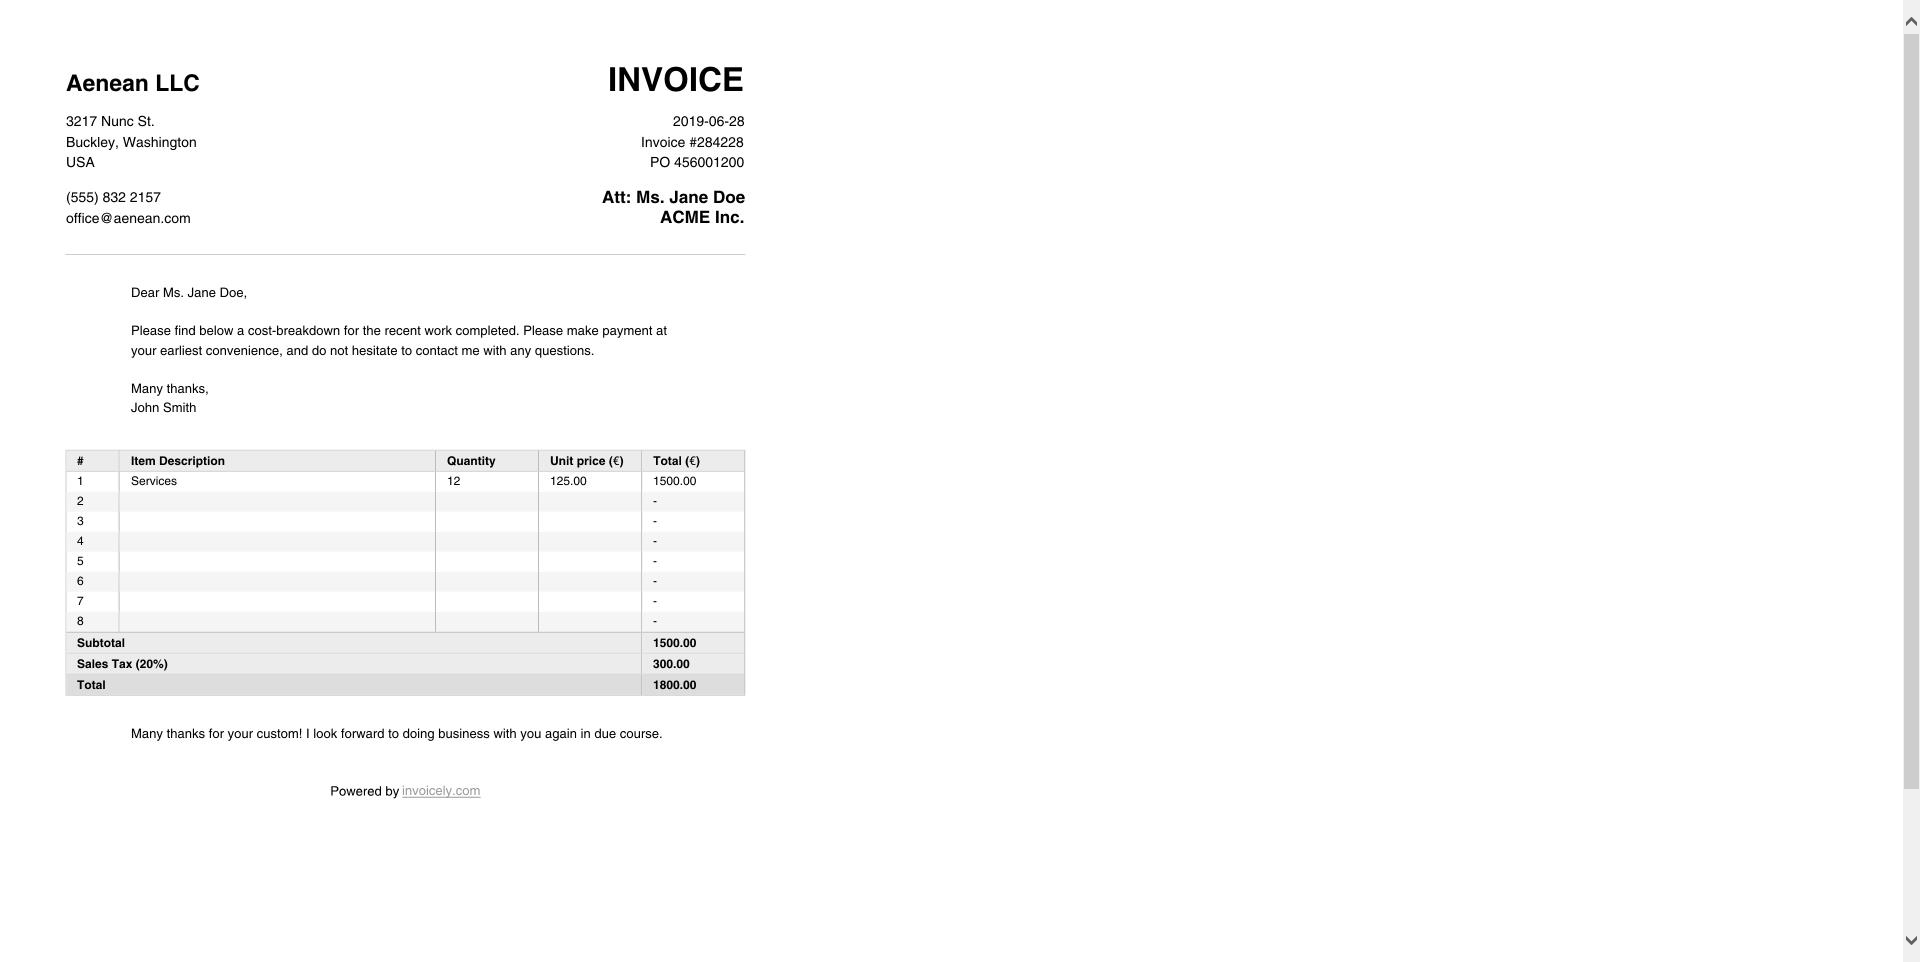 Aenean LLC
INVOICE
3217 Nunc St.
Buckley, Washington
USA
2019-06-28
Invoice #284228
PO 456001200
(555) 832 2157
office@aenean.com
Att: Ms. Jane Doe
ACME Inc.
Dear Ms. Jane Doe,
Please find below a cost-breakdown for the recent work completed. Please make payment at
your earliest convenience, and do not hesitate to contact me with any questions.
Many thanks,
John Smith
# Item Description Quantity Unit price (€) Total (€)
1 Services 12 125.00 1500.00
2 -
3 -
4 -
5 -
6 -
7 -
8 -
Subtotal 1500.00
Sales Tax (20%) 300.00
Total 1800.00
Many thanks for your custom! I look forward to doing business with you again in due course.
Powered by invoicely.com